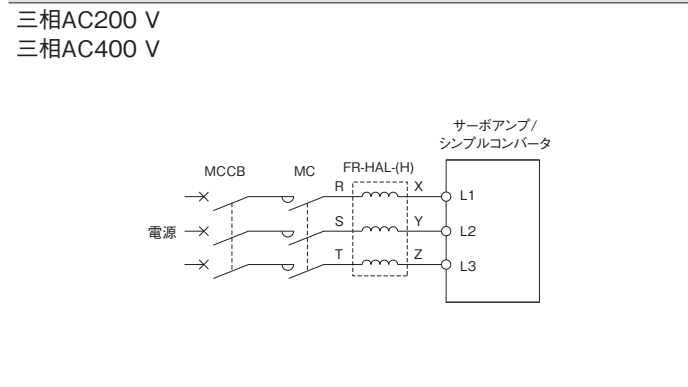 三相AC200 V
三相AC400 V
サーボアンプ/
シンプルコンバータ
MCCB
MC
FR-HAL-(H)
R
X
L1
電源
S
Y
L2
T
Z
L3